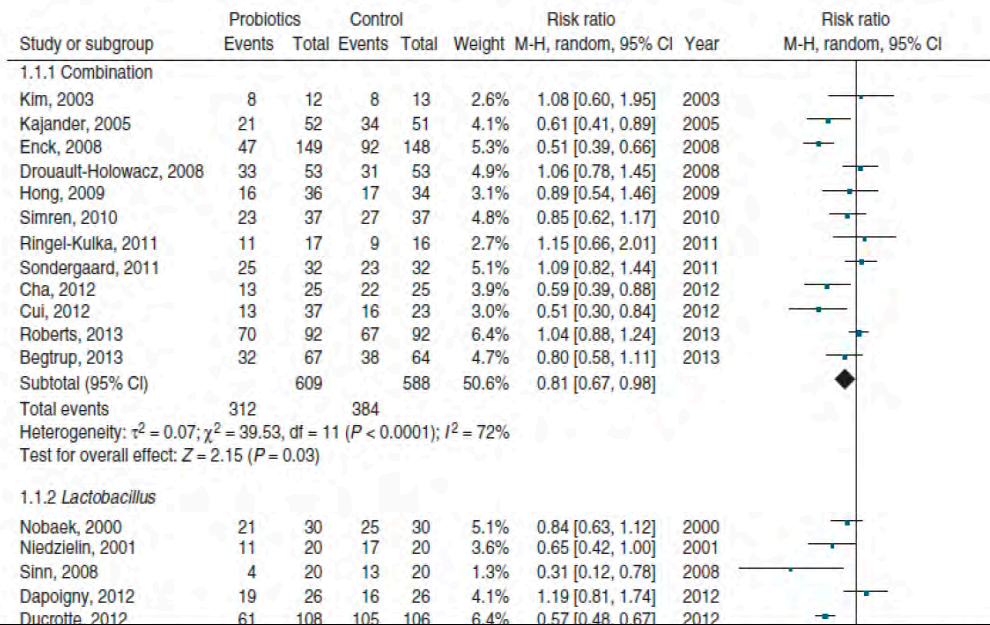 Probiotics Control Risk ratio Risk ratio
Study or subgroup Events Total Events Total Weight M-H, random, 95% CI Year M-H, random, 95% CI
1.1.1 Combination
Kim, 2003 8 12 8 13 2.6% 1.08 [0.60, 1.95] 2003
Kajander, 2005 21 52 34 51 4.1% 0.61 [0.41, 0.89] 2005
Enck, 2008 47 149 92 148 5.3% 0.51 [0.39, 0.66] 2008
Drouault-Holowacz, 2008 33 53 31 53 4.9% 1.06 [0.78, 1.45] 2008
Hong, 2009 16 36 17 34 3.1% 0.89 [0.54, 1.46] 2009
Simren, 2010 23 37 27 37 4.8% 0.85 [0.62, 1.17] 2010
Ringel-Kulka, 2011 11 17 9 16 2.7% 1.15 [0.66, 2.01] 2011
Sondergaard, 2011 25 32 23 32 5.1% 1.09 [0.82, 1.44] 2011
Cha, 2012 13 25 22 25 3.9% 0.59 [0.39, 0.88] 2012
Cui, 2012 13 37 16 23 3.0% 0.51 [0.30, 0.84] 2012
Roberts, 2013 70 92 67 92 6.4% 1.04 [0.88, 1.24] 2013
Begtrup, 2013 32 67 38 64 4.7% 0.80 [0.58, 1.11] 2013
Subtotal (95% CI) 609 588 50.6% 0.81 [0.67, 0.98]
Total events 312 384
Heterogeneity: τ² = 0.07; χ² = 39.53, df = 11 (P < 0.0001); I² = 72%
Test for overall effect: Z = 2.15 (P = 0.03)
1.1.2 Lactobacillus
Nobaek, 2000 21 30 25 30 5.1% 0.84 [0.63, 1.12] 2000
Niedzielin, 2001 11 20 17 20 3.6% 0.65 [0.42, 1.00] 2001
Sinn, 2008 4 20 13 20 1.3% 0.31 [0.12, 0.78] 2008
Dapoigny, 2012 19 26 16 26 4.1% 1.19 [0.81, 1.74] 2012
Ducrotte, 2012 61 108 105 106 6.4% 0.57 [0.48, 0.67] 2012